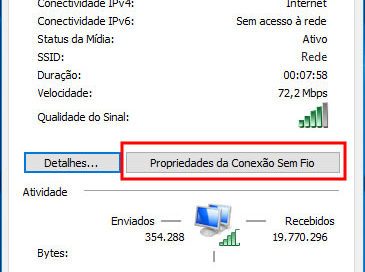 Conectividade IPv4: Internet
Conectividade IPv6: Sem acesso à rede
Status da Mídia: Ativo
SSID: Rede
Duração: 00:07:58
Velocidade: 72,2 Mbps
Qualidade do Sinal:
Detalhes... Propriedades da Conexão Sem Fio
Atividade
Enviados Recebidos
354.288 19.770.296
Bytes: